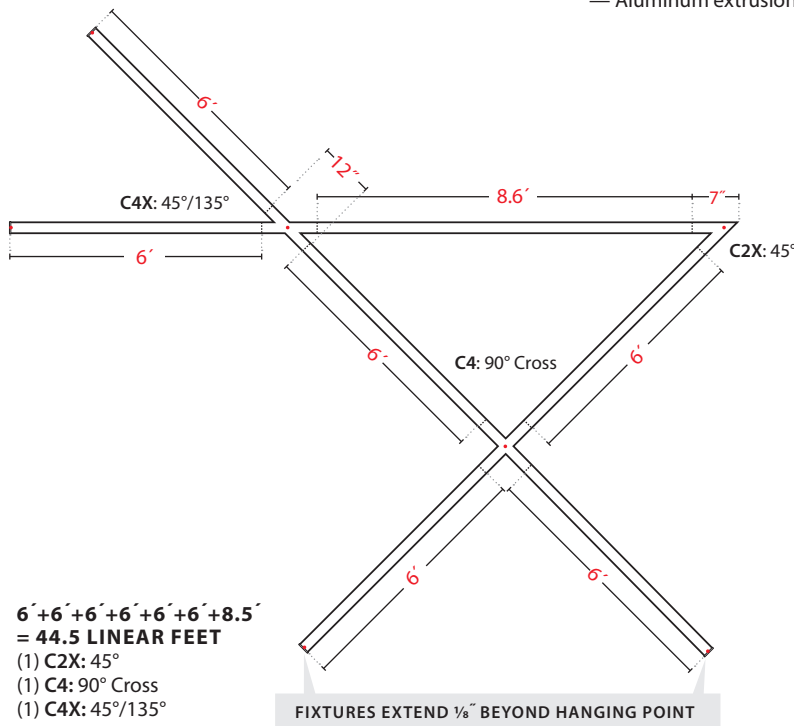 — Aluminum extrusion
6´
12˝
C4X: 45°/135°
8.6´
7˝
6´
C2X: 45°
6´
C4: 90° Cross
6´
6´
6´
6´+6´+6´+6´+6´+6´+8.5´
= 44.5 LINEAR FEET
(1) C2X: 45°
(1) C4: 90° Cross
(1) C4X: 45°/135°
FIXTURES EXTEND ⅛˝ BEYOND HANGING POINT